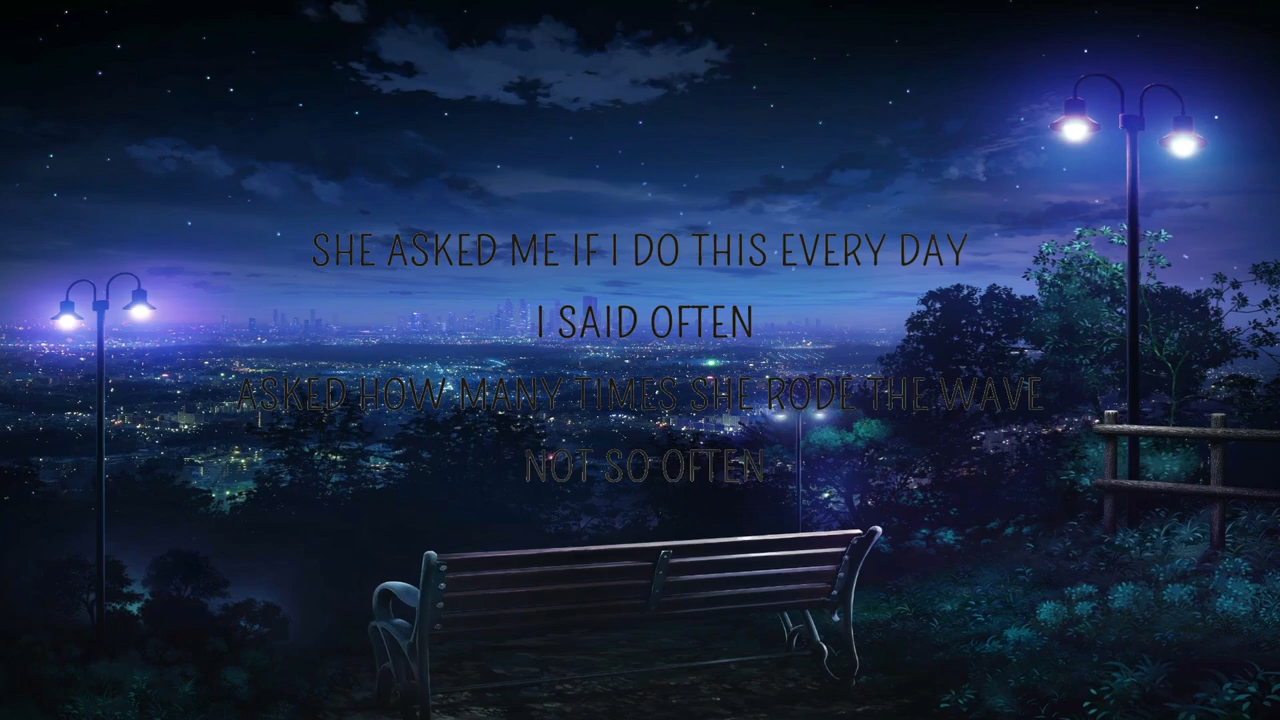 SHE ASKED ME IF I DO THIS EVERY DAY
I SAID OFTEN
ASKED HOW MANY TIMES SHE RODE THE WAVE
NOT SO OFTEN